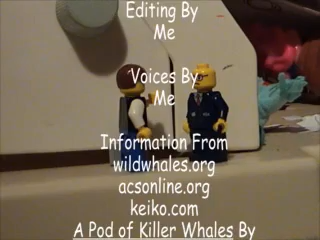 Editing By
Me
Voices By
Me
Information From
wildwhales.org
acsonline.org
keiko.com
A Pod of Killer Whales By